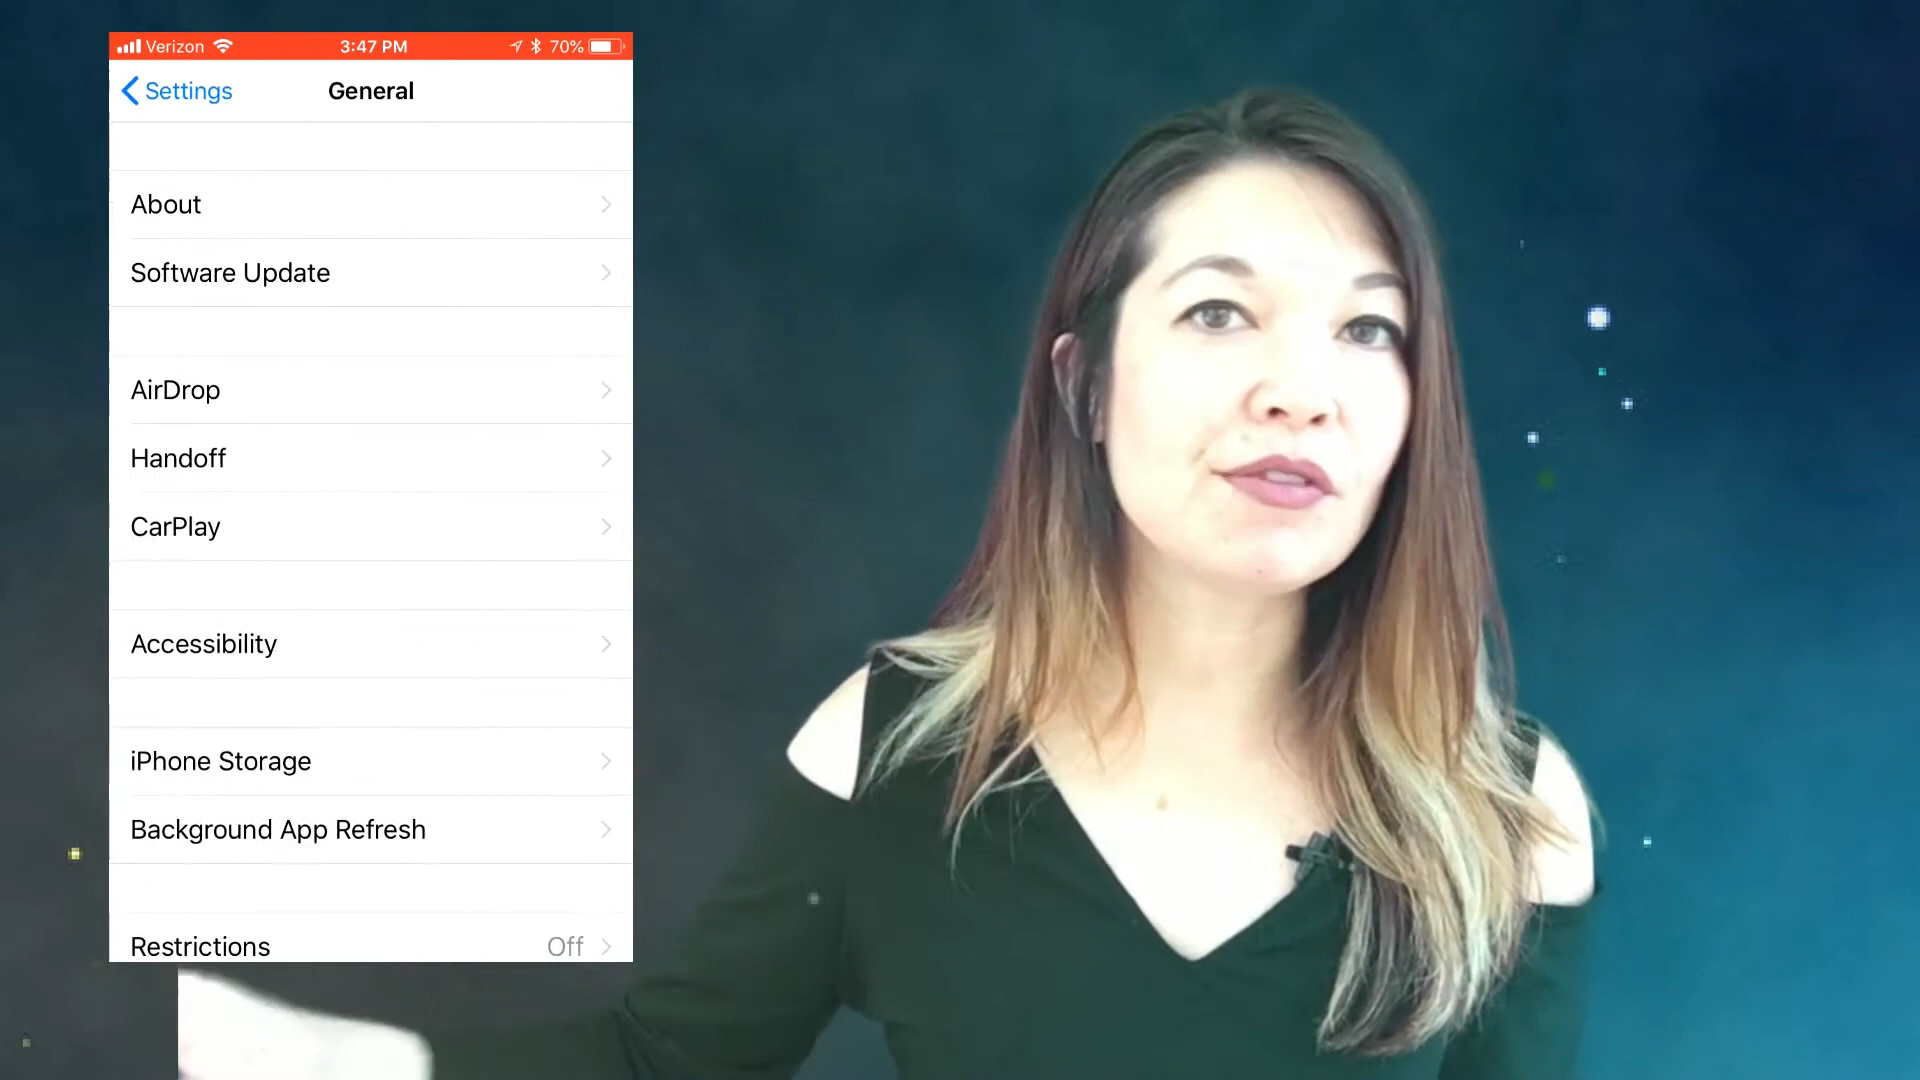 Verizon 3:47 PM 70%
Settings General
About
Software Update
AirDrop
Handoff
CarPlay
Accessibility
iPhone Storage
Background App Refresh
Restrictions Off